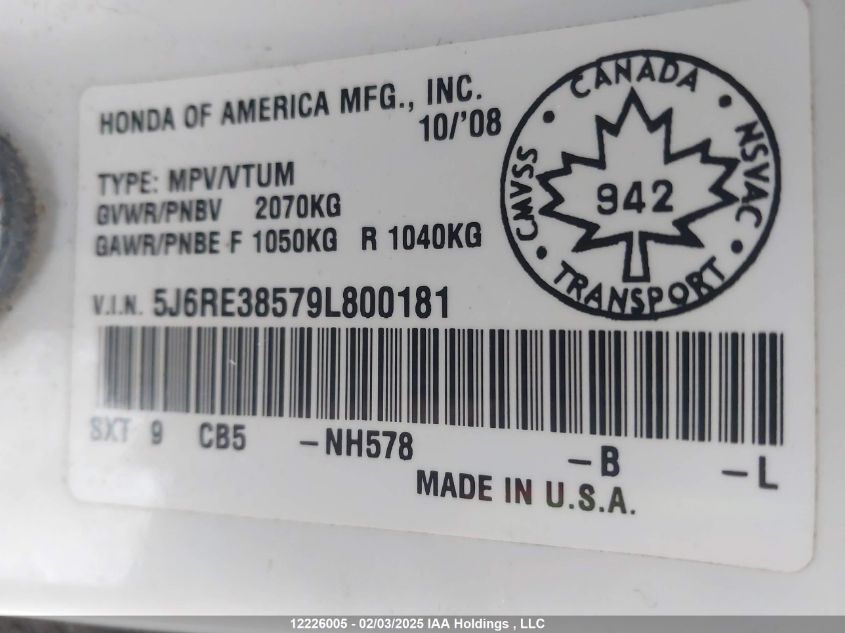 HONDA OF AMERICA MFG., INC.
10/'08
TYPE: MPV/VTUM
GVWR/PNBV 2070KG
GAWR/PNBE F 1050KG R 1040KG
V.I.N. 5J6RE38579L800181
CANADA
CMVSS
942
NSVAC
TRANSPORT
SXT 9 CB5 -NH578 -B -L
MADE IN U.S.A.
12226005 - 02/03/2025 IAA Holdings , LLC